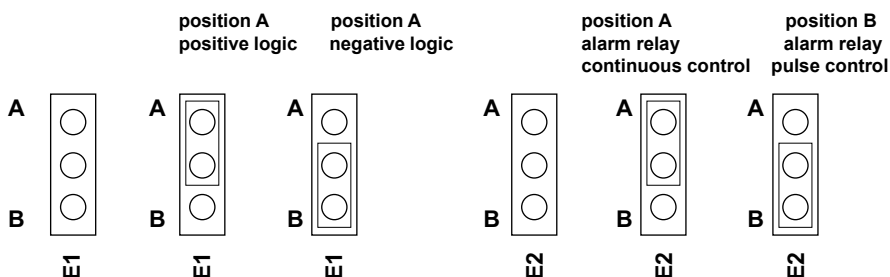 position A
positive logic
position A
negative logic
position A
alarm relay
continuous control
position B
alarm relay
pulse control
A
A
A
A
A
A
B
B
B
B
B
B
E1
E1
E1
E2
E2
E2